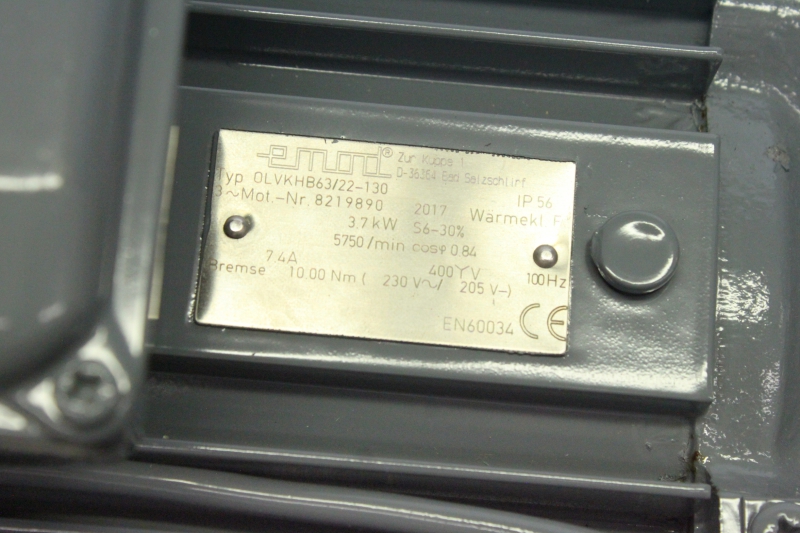 emod® Zur Kuppe 1
D-36364 Bad Salzschlirf
Typ OLVKHB63/22-130 IP 56
3~Mot.-Nr. 8219890 2017 Wärmekl. F
3,7 kW S6-30%
5750/min cosφ 0.84
7.4A 400 Y V 100Hz
Bremse 10.00 Nm ( 230 V~/ 205 V-)
EN60034 CE